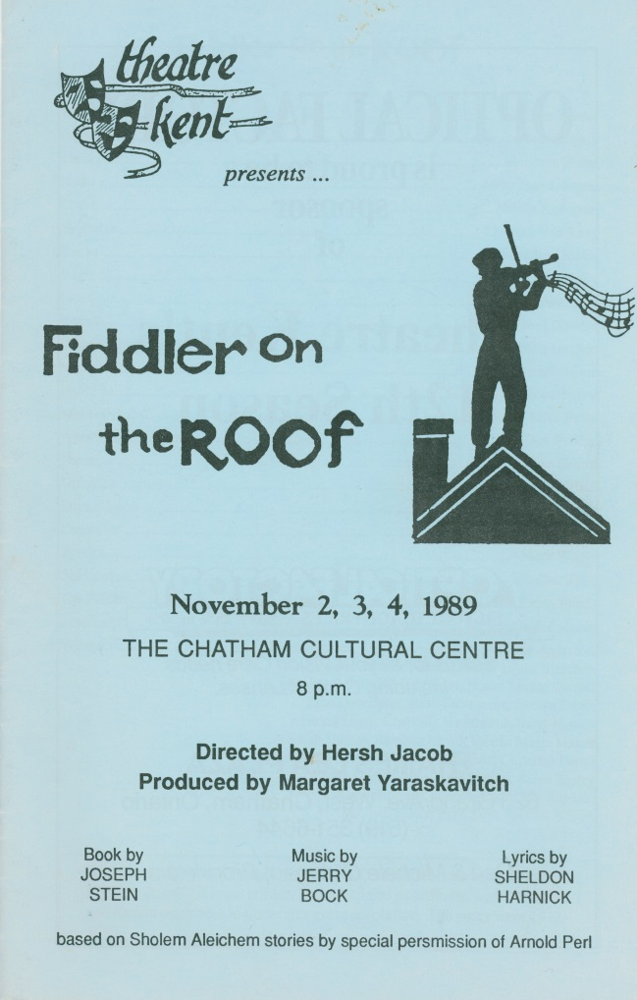 theatre
kent
presents ...
Fiddler on
the ROOf
November 2, 3, 4, 1989
THE CHATHAM CULTURAL CENTRE
8 p.m.
Directed by Hersh Jacob
Produced by Margaret Yaraskavitch
Book by
JOSEPH
STEIN
Music by
JERRY
BOCK
Lyrics by
SHELDON
HARNICK
based on Sholem Aleichem stories by special persmission of Arnold Perl